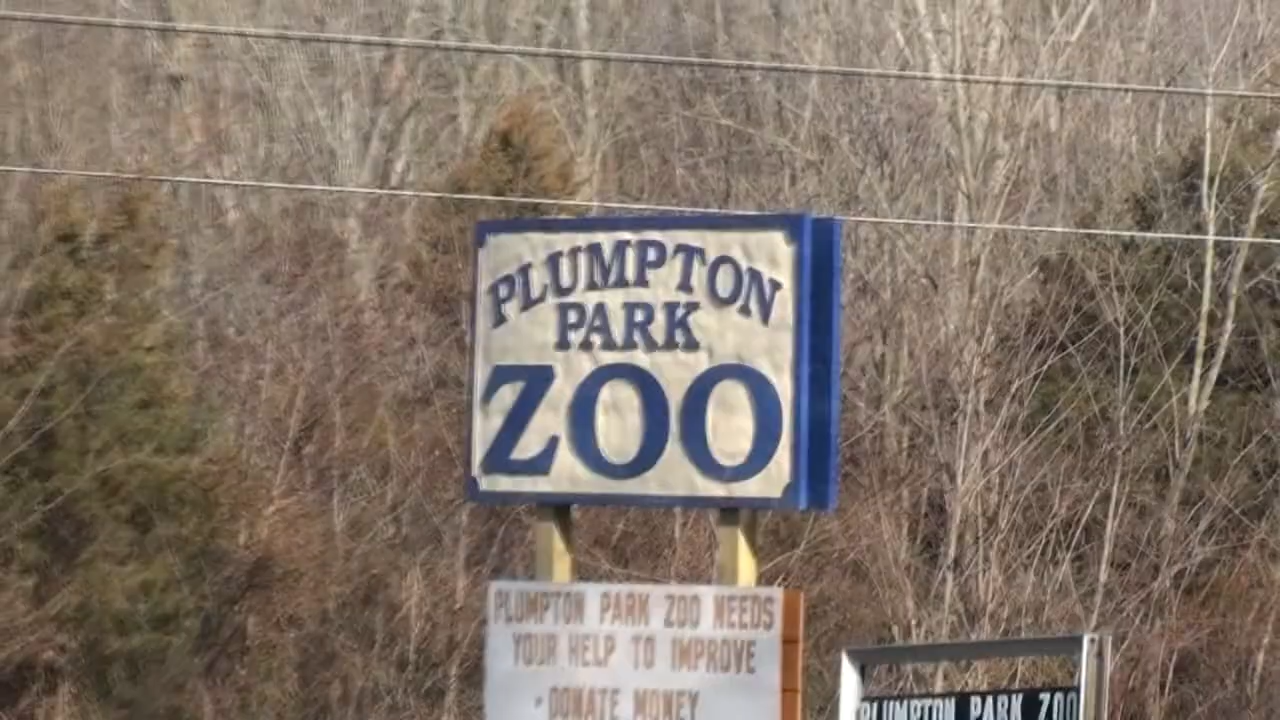 PLUMPTON
PARK
ZOO
PLUMPTON PARK ZOO NEEDS
YOUR HELP TO IMPROVE
- DONATE MONEY
PLUMPTON PARK ZOO